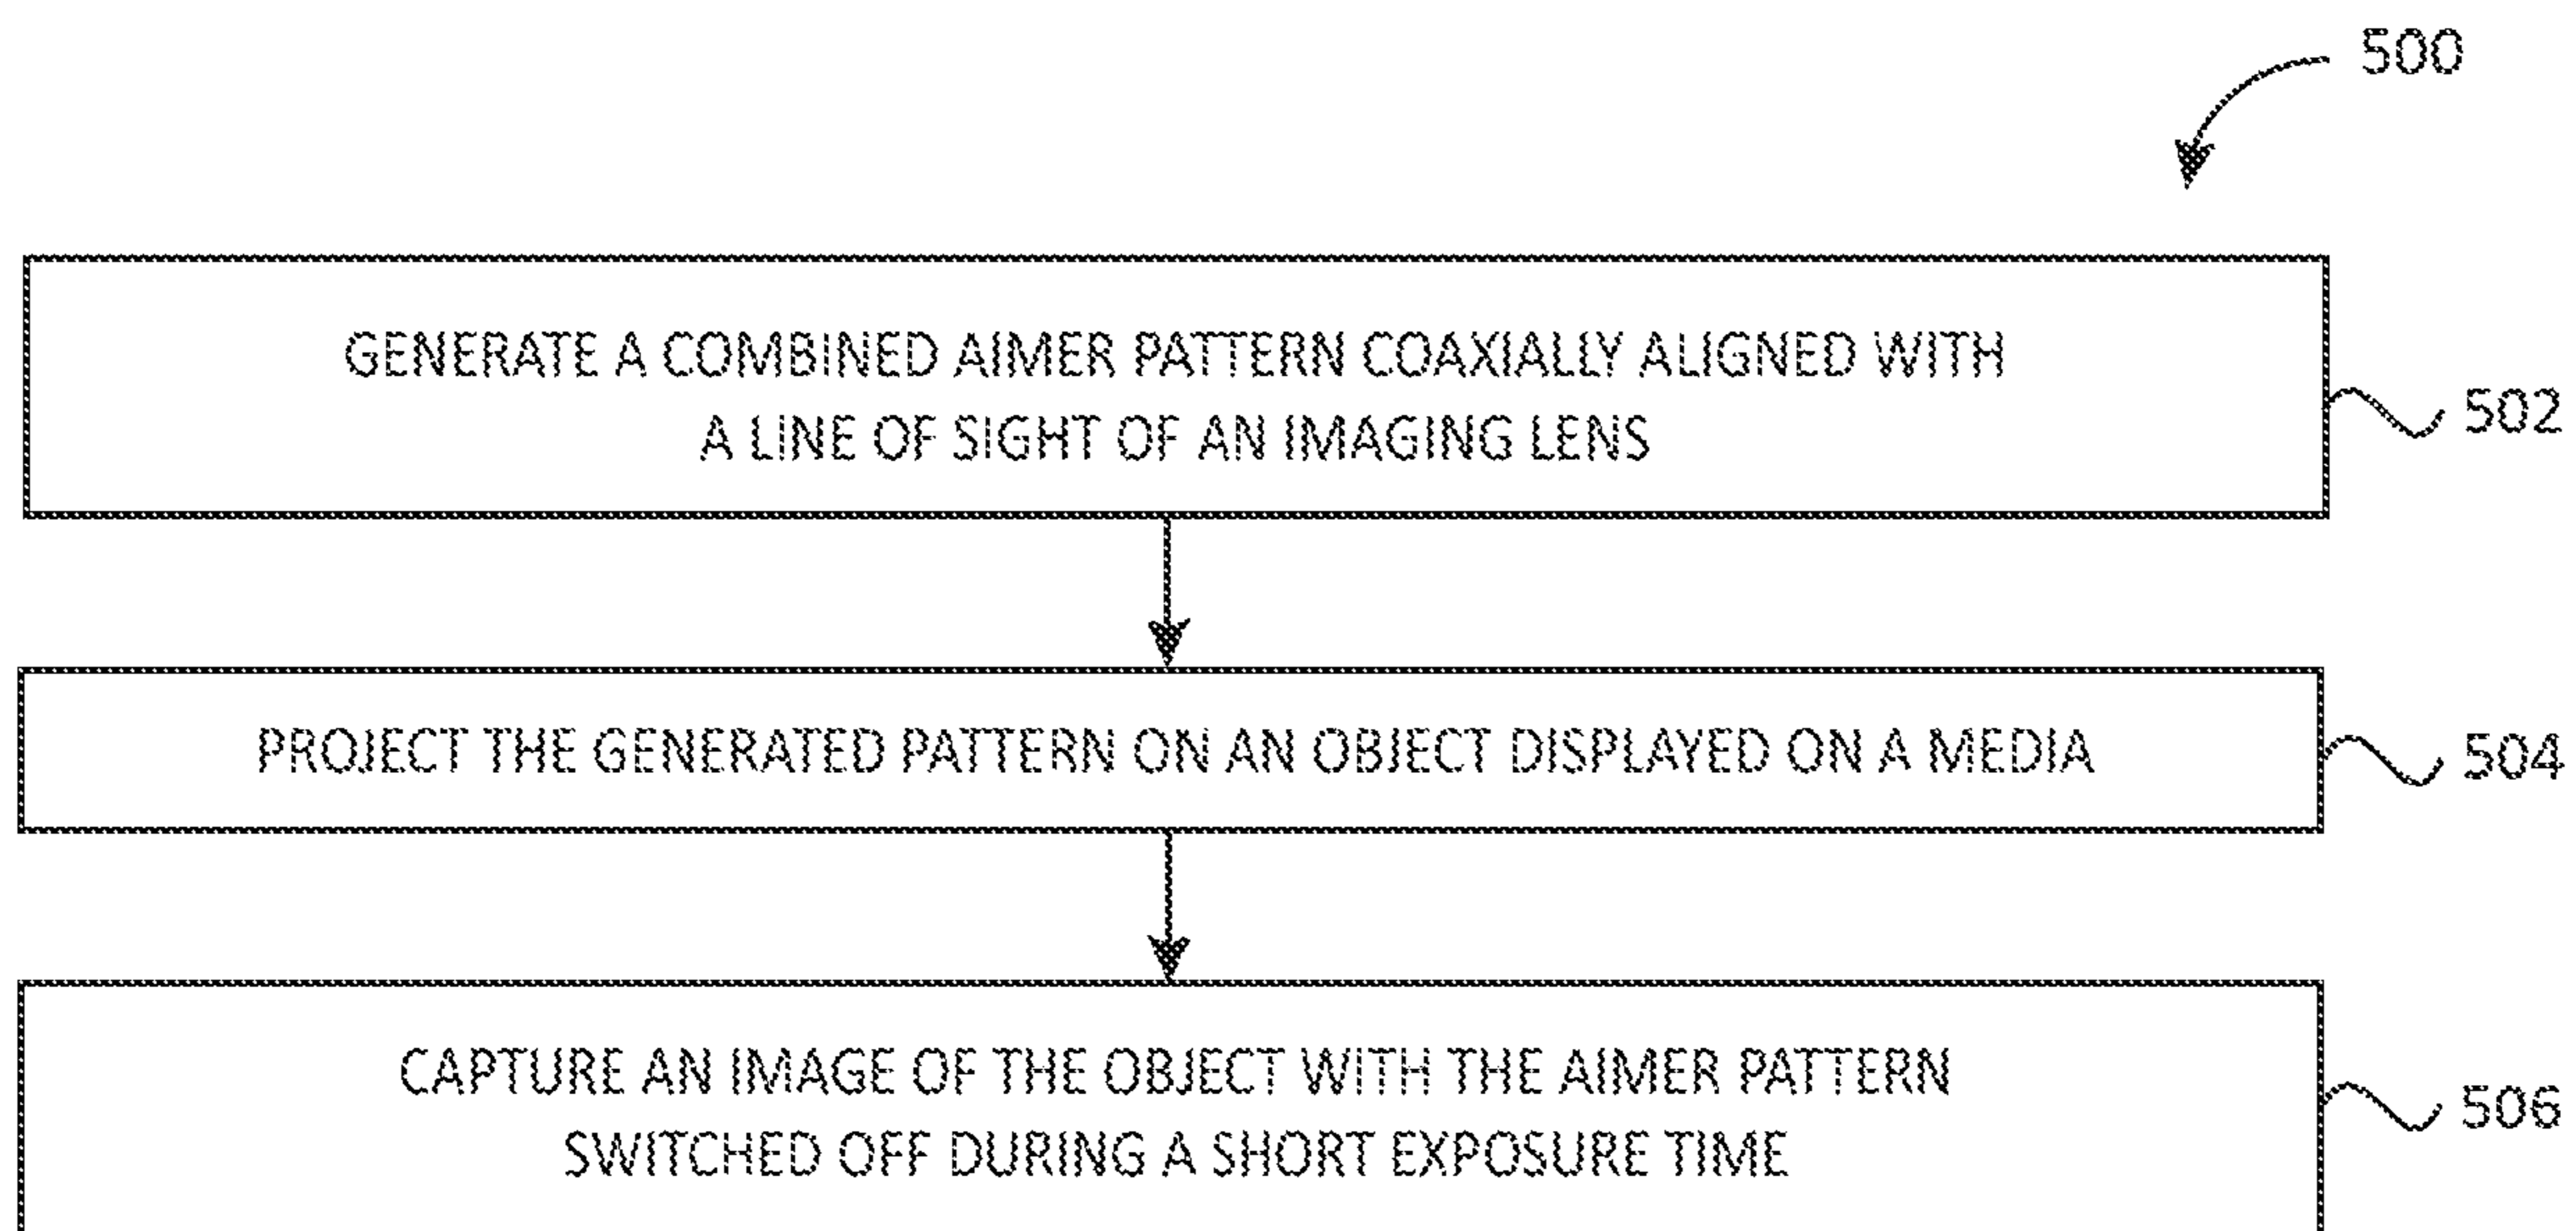 500
GENERATE A COMBINED AIMER PATTERN COAXIALLY ALIGNED WITH
A LINE OF SIGHT OF AN IMAGING LENS
502
PROJECT THE GENERATED PATTERN ON AN OBJECT DISPLAYED ON A MEDIA
504
CAPTURE AN IMAGE OF THE OBJECT WITH THE AIMER PATTERN
SWITCHED OFF DURING A SHORT EXPOSURE TIME
506